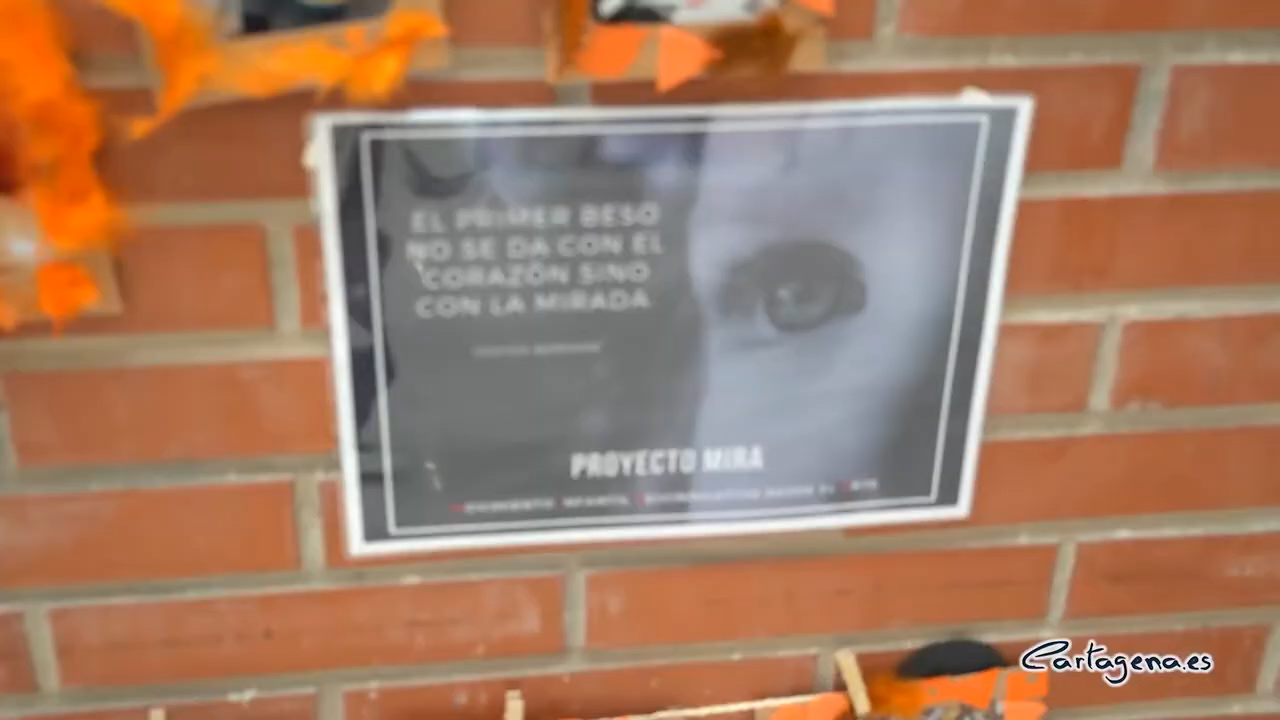 EL PRIMER BESO
NO SE DA CON EL
CORAZÓN SINO
CON LA MIRADA
PROYECTO MIRA
Cartagena.es